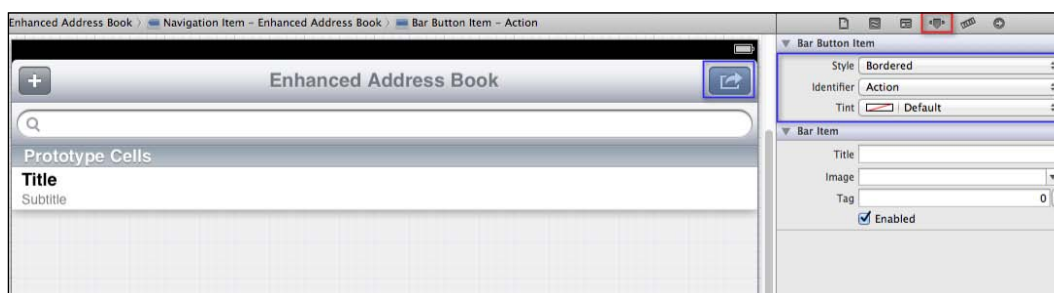 Enhanced Address Book 〉 Navigation Item – Enhanced Address Book 〉 Bar Button Item – Action
Enhanced Address Book
Prototype Cells
Title
Subtitle
Bar Button Item
Style Bordered
Identifier Action
Tint Default
Bar Item
Title
Image
Tag 0
Enabled